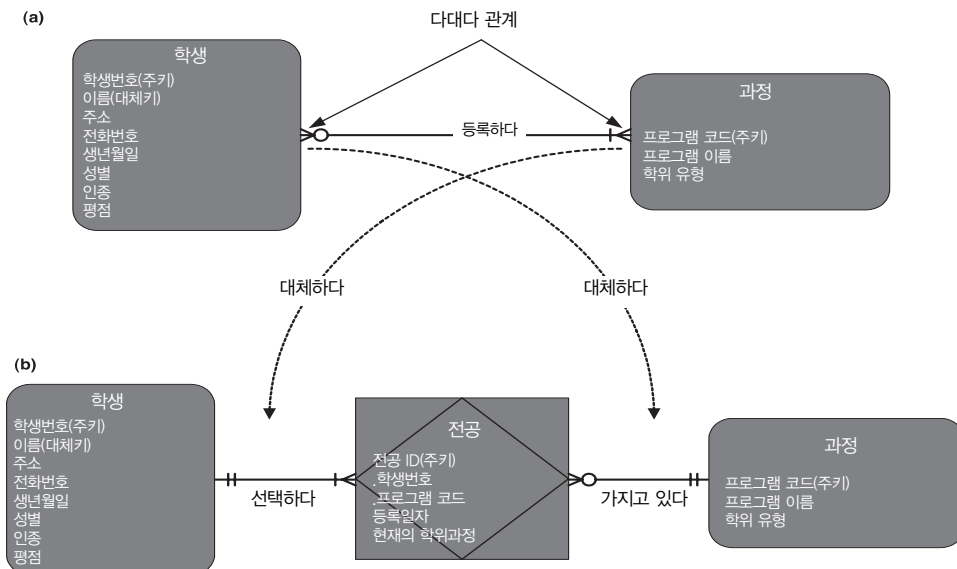 (a)
다대다 관계
학생
학생번호(주키)
이름(대체키)
주소
전화번호
생년월일
성별
인종
평점
등록하다
과정
프로그램 코드(주키)
프로그램 이름
학위 유형
대체하다
대체하다
(b)
학생
학생번호(주키)
이름(대체키)
주소
전화번호
생년월일
성별
인종
평점
선택하다
전공
전공 ID(주키)
.학생번호
.프로그램 코드
등록일자
현재의 학위과정
가지고 있다
과정
프로그램 코드(주키)
프로그램 이름
학위 유형